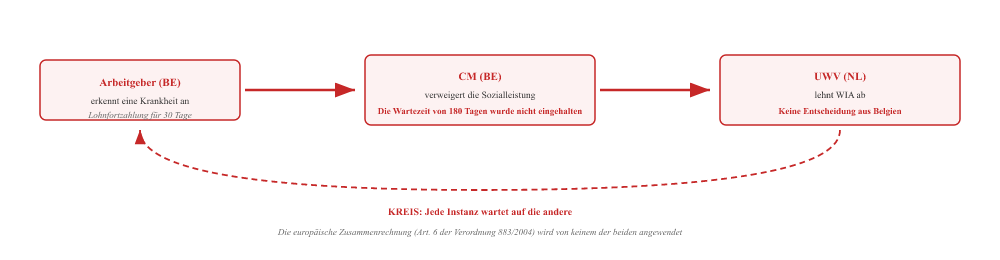 Arbeitgeber (BE)
erkennt eine Krankheit an
Lohnfortzahlung für 30 Tage
CM (BE)
verweigert die Sozialleistung
Die Wartezeit von 180 Tagen wurde nicht eingehalten
UWV (NL)
lehnt WIA ab
Keine Entscheidung aus Belgien
KREIS: Jede Instanz wartet auf die andere
Die europäische Zusammenrechnung (Art. 6 der Verordnung 883/2004) wird von keinem der beiden angewendet